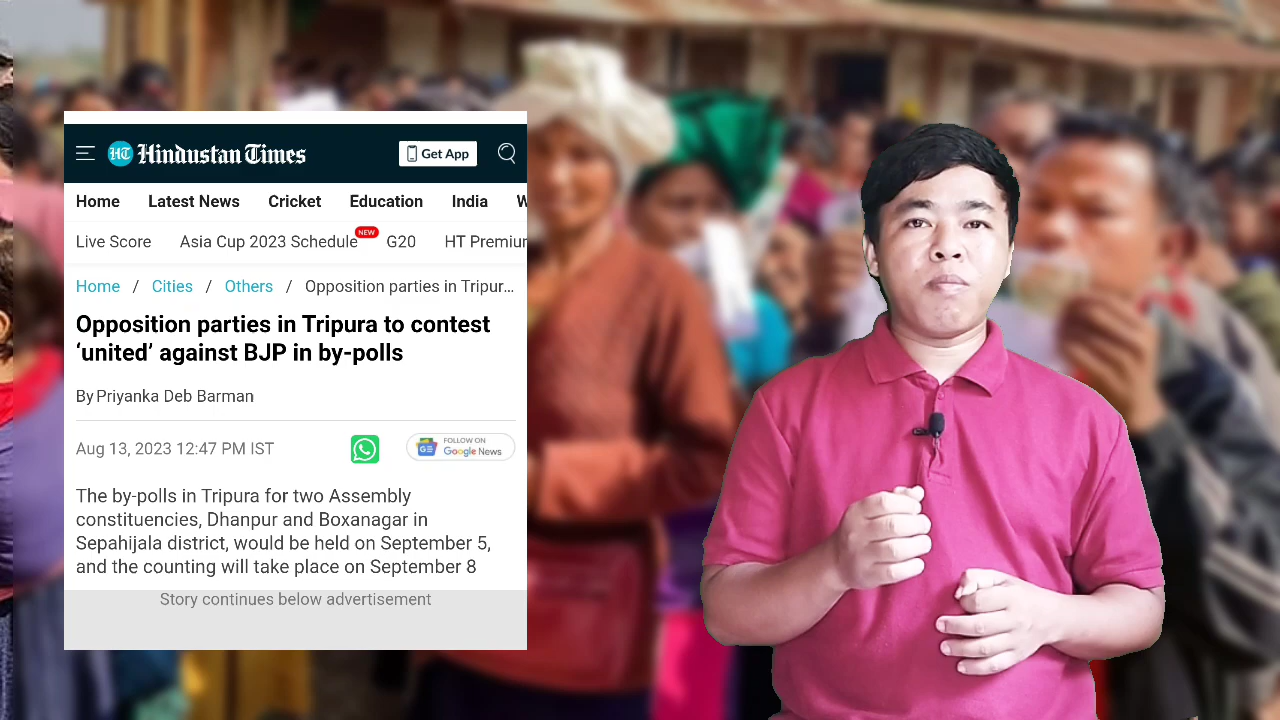 HT Hindustan Times
Get App
Home Latest News Cricket Education India W
Live Score Asia Cup 2023 Schedule NEW G20 HT Premium
Home / Cities / Others / Opposition parties in Tripur...
Opposition parties in Tripura to contest
‘united’ against BJP in by-polls
By Priyanka Deb Barman
Aug 13, 2023 12:47 PM IST
FOLLOW ON
Google News
The by-polls in Tripura for two Assembly
constituencies, Dhanpur and Boxanagar in
Sepahijala district, would be held on September 5,
and the counting will take place on September 8
Story continues below advertisement